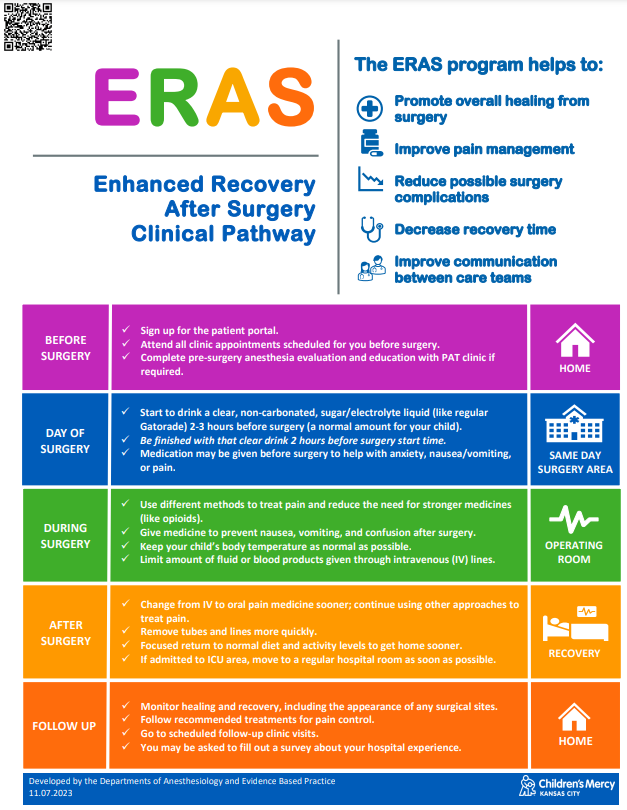 ERAS
Enhanced Recovery
After Surgery
Clinical Pathway
The ERAS program helps to:
Promote overall healing from
surgery
Improve pain management
Reduce possible surgery
complications
Decrease recovery time
Improve communication
between care teams
BEFORE
SURGERY
✓ Sign up for the patient portal.
✓ Attend all clinic appointments scheduled for you before surgery.
✓ Complete pre-surgery anesthesia evaluation and education with PAT clinic if
required.
HOME
DAY OF
SURGERY
✓ Start to drink a clear, non-carbonated, sugar/electrolyte liquid (like regular
Gatorade) 2-3 hours before surgery (a normal amount for your child).
✓ Be finished with that clear drink 2 hours before surgery start time.
✓ Medication may be given before surgery to help with anxiety, nausea/vomiting,
or pain.
SAME DAY
SURGERY AREA
DURING
SURGERY
✓ Use different methods to treat pain and reduce the need for stronger medicines
(like opioids).
✓ Give medicine to prevent nausea, vomiting, and confusion after surgery.
✓ Keep your child's body temperature as normal as possible.
✓ Limit amount of fluid or blood products given through intravenous (IV) lines.
OPERATING
ROOM
AFTER
SURGERY
✓ Change from IV to oral pain medicine sooner; continue using other approaches to
treat pain.
✓ Remove tubes and lines more quickly.
✓ Focused return to normal diet and activity levels to get home sooner.
✓ If admitted to ICU area, move to a regular hospital room as soon as possible.
RECOVERY
FOLLOW UP
✓ Monitor healing and recovery, including the appearance of any surgical sites.
✓ Follow recommended treatments for pain control.
✓ Go to scheduled follow-up clinic visits.
✓ You may be asked to fill out a survey about your hospital experience.
HOME
Developed by the Departments of Anesthesiology and Evidence Based Practice
11.07.2023
Children's Mercy
KANSAS CITY